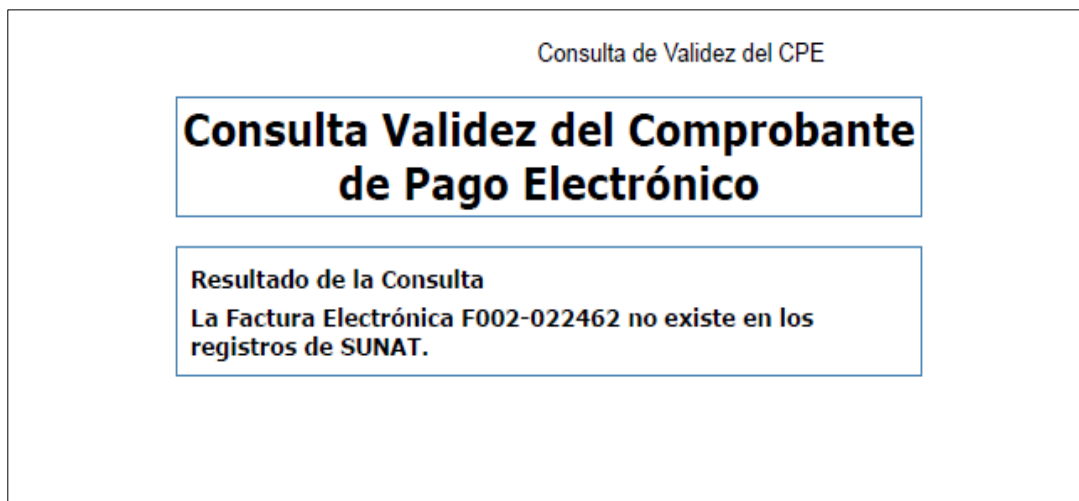 Consulta de Validez del CPE
Consulta Validez del Comprobante
de Pago Electrónico
Resultado de la Consulta
La Factura Electrónica F002-022462 no existe en los
registros de SUNAT.